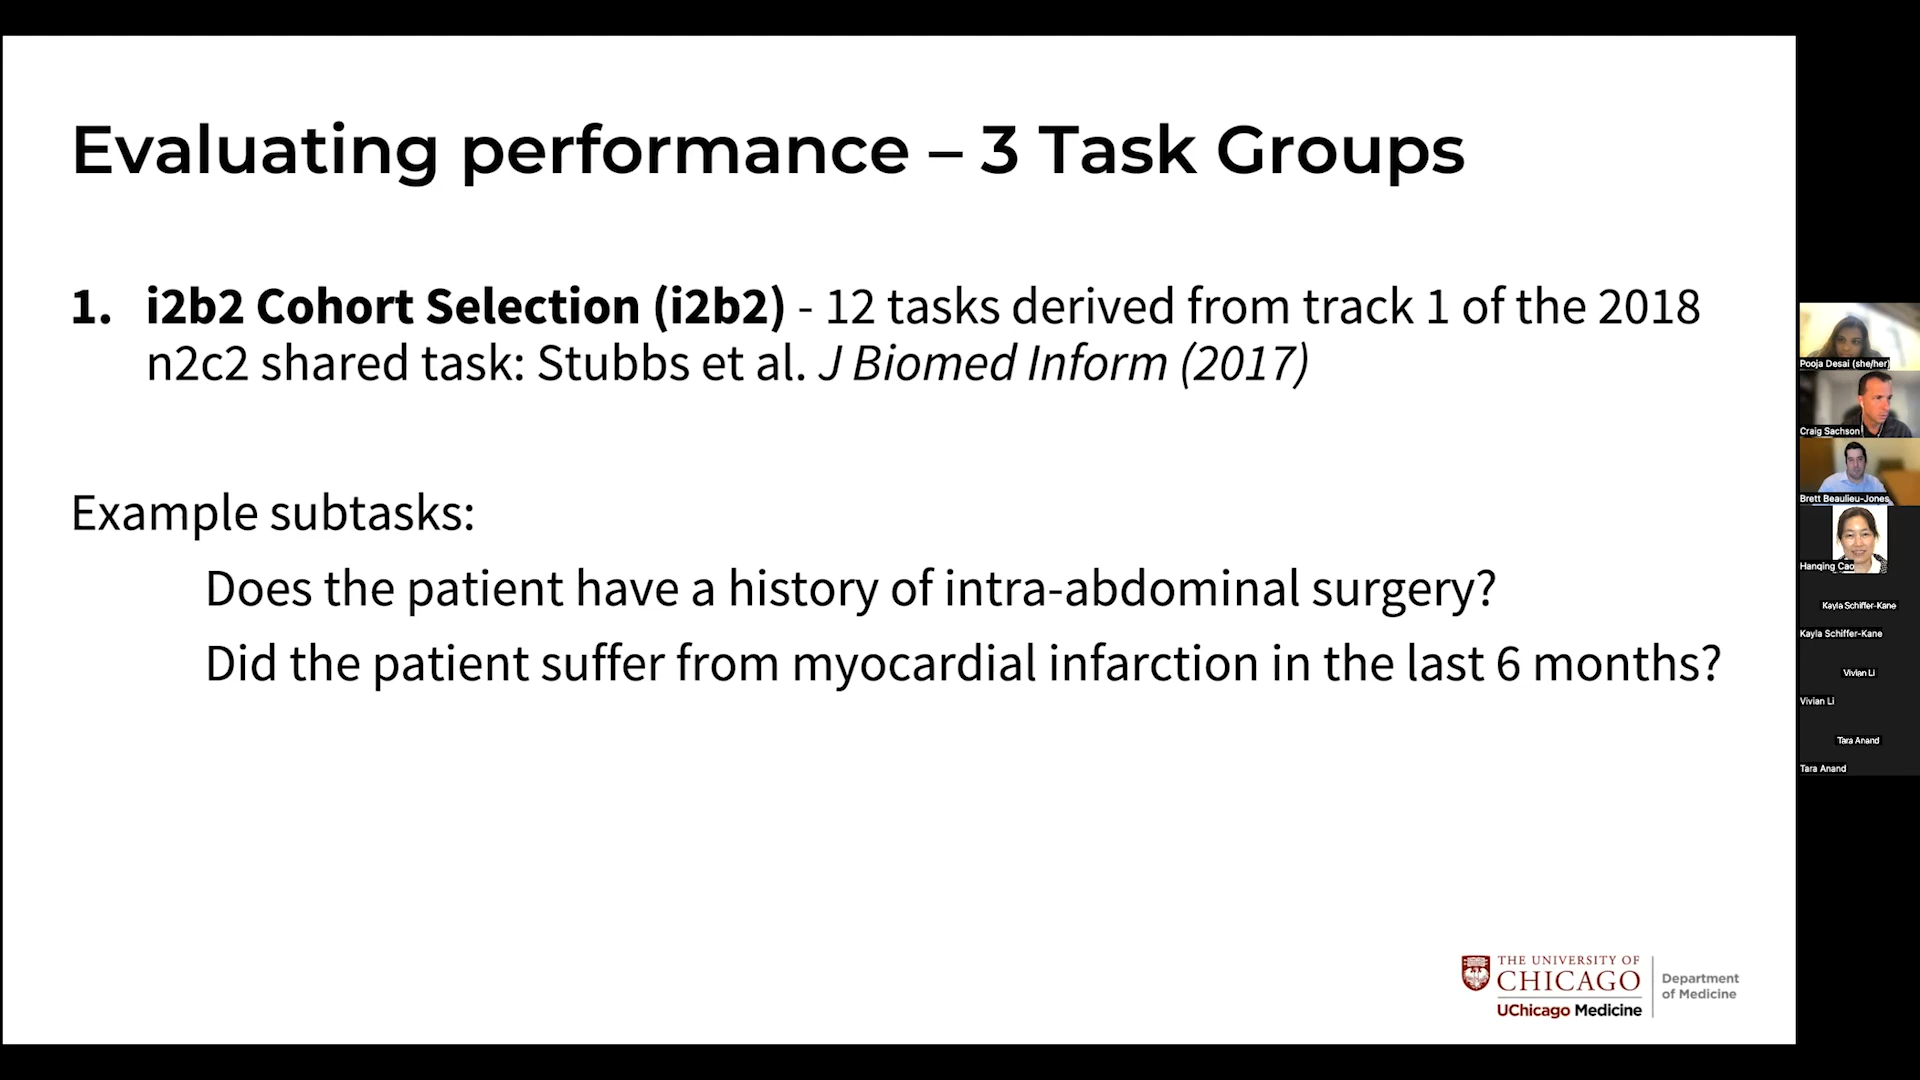 Evaluating performance – 3 Task Groups
1. i2b2 Cohort Selection (i2b2) - 12 tasks derived from track 1 of the 2018
n2c2 shared task: Stubbs et al. J Biomed Inform (2017)
Example subtasks:
Does the patient have a history of intra-abdominal surgery?
Did the patient suffer from myocardial infarction in the last 6 months?
THE UNIVERSITY OF
CHICAGO
UChicago Medicine
Department
of Medicine
Pooja Desai (she/her)
Craig Sachson
Brett Beaulieu-Jones
Hanqing Cao
Kayla Schiffer-Kane
Kayla Schiffer-Kane
Vivian Li
Vivian Li
Tara Anand
Tara Anand